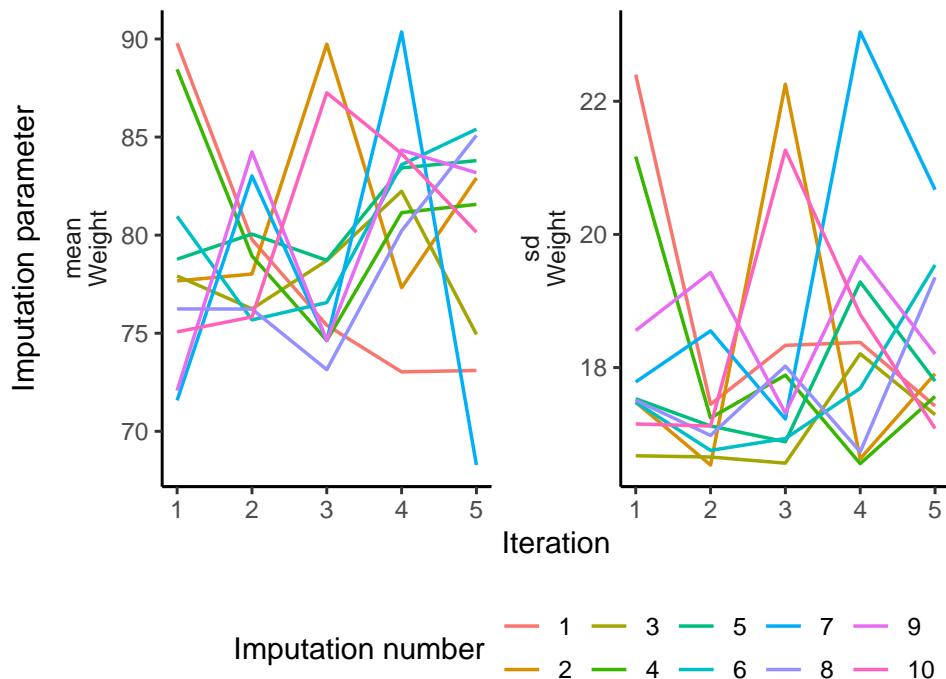 Imputation parameter
mean
Weight
90
85
80
75
70
1 2 3 4 5
sd
Weight
22
20
18
1 2 3 4 5
Iteration
Imputation number
1 3 5 7 9
2 4 6 8 10